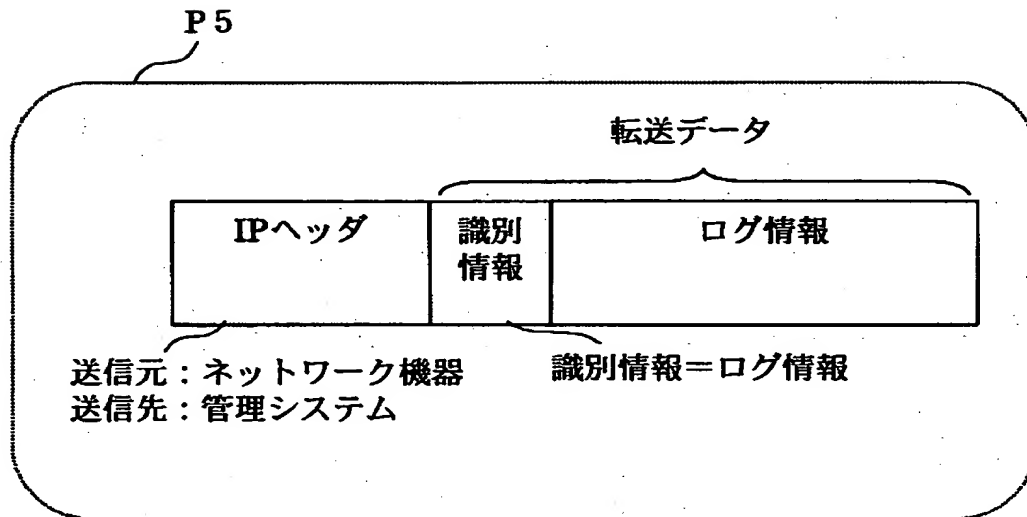 P5
転送データ
IPヘッダ
識別
情報
ログ情報
送信元：ネットワーク機器
送信先：管理システム
識別情報＝ログ情報